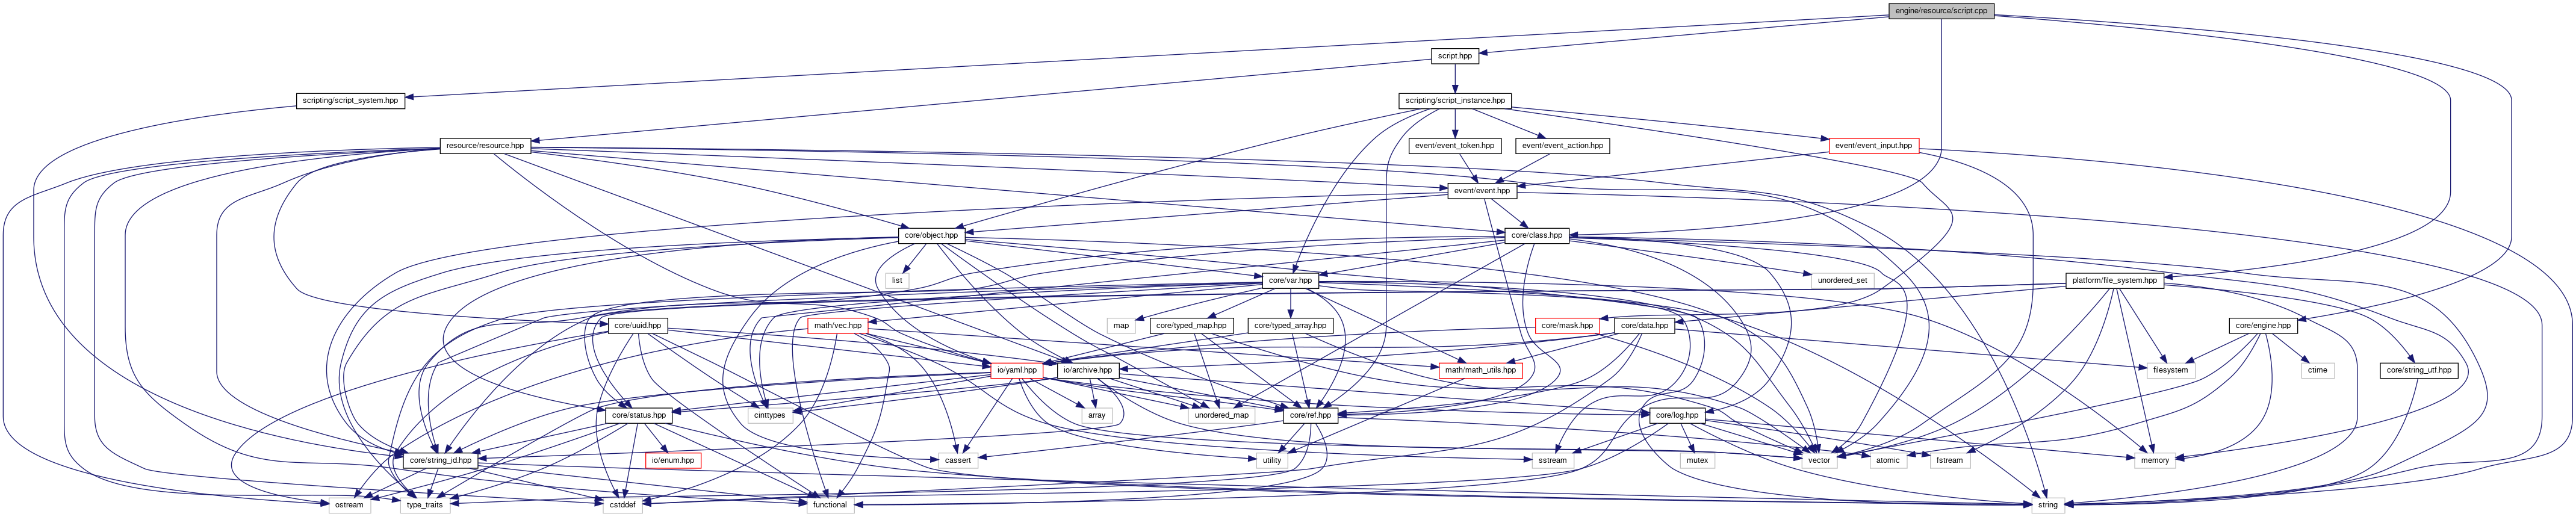 engine/resource/script.cpp
script.hpp
scripting/script_system.hpp
scripting/script_instance.hpp
resource/resource.hpp
event/event_token.hpp
event/event_action.hpp
event/event_input.hpp
event/event.hpp
core/object.hpp
core/class.hpp
list
core/var.hpp
unordered_set
platform/file_system.hpp
core/uuid.hpp
math/vec.hpp
map
core/typed_map.hpp
core/typed_array.hpp
core/mask.hpp
core/data.hpp
core/engine.hpp
io/yaml.hpp
io/archive.hpp
math/math_utils.hpp
filesystem
ctime
core/string_utf.hpp
core/status.hpp
cinttypes
array
unordered_map
core/ref.hpp
core/log.hpp
core/string_id.hpp
io/enum.hpp
cassert
utility
sstream
mutex
vector
atomic
fstream
memory
ostream
type_traits
cstddef
functional
string